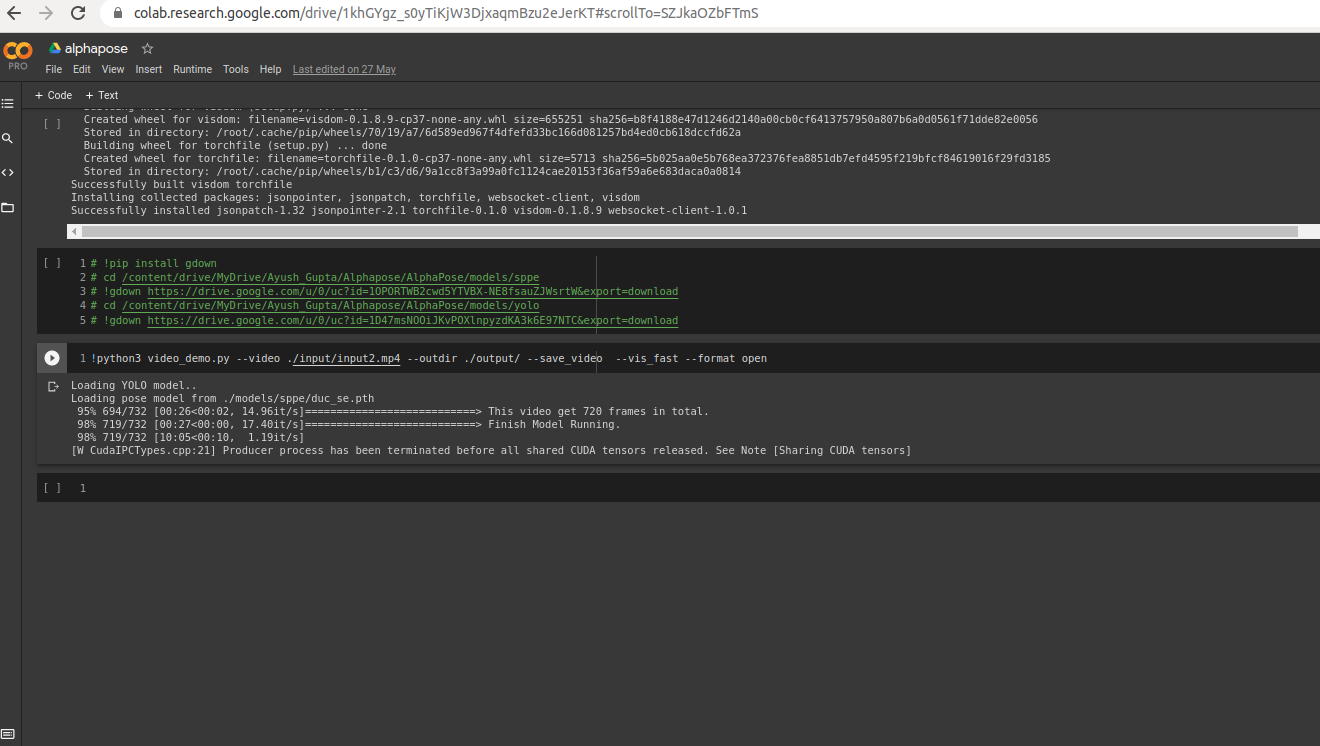 colab.research.google.com/drive/1khGYgz_s0yTiKjW3DjxaqmBzu2eJerKT#scrollTo=SZJkaOZbFTmS
PRO
alphapose
File Edit View Insert Runtime Tools Help Last edited on 27 May
+ Code + Text
Building wheel for visdom (setup.py) ... done
[ ]
Created wheel for visdom: filename=visdom-0.1.8.9-cp37-none-any.whl size=655251 sha256=b8f4188e47d1246d2140a00cb0cf6413757950a807b6a0d0561f71dde82e0056
Stored in directory: /root/.cache/pip/wheels/70/19/a7/6d589ed967f4dfefd33bc166d081257bd4ed0cb618dccfd62a
Building wheel for torchfile (setup.py) ... done
Created wheel for torchfile: filename=torchfile-0.1.0-cp37-none-any.whl size=5713 sha256=5b025aa0e5b768ea372376fea8851db7efd4595f219bfcf84619016f29fd3185
Stored in directory: /root/.cache/pip/wheels/b1/c3/d6/9a1cc8f3a99a0fc1124cae20153f36af59a6e683daca0a0814
Successfully built visdom torchfile
Installing collected packages: jsonpointer, jsonpatch, torchfile, websocket-client, visdom
Successfully installed jsonpatch-1.32 jsonpointer-2.1 torchfile-0.1.0 visdom-0.1.8.9 websocket-client-1.0.1
[ ] 1 # !pip install gdown
2 # cd /content/drive/MyDrive/Ayush_Gupta/Alphapose/AlphaPose/models/sppe
3 # !gdown https://drive.google.com/u/0/uc?id=1OPORTWB2cwd5YTVBX-NE8fsauZJWsrtW&export=download
4 # cd /content/drive/MyDrive/Ayush_Gupta/Alphapose/AlphaPose/models/yolo
5 # !gdown https://drive.google.com/u/0/uc?id=1D47msNOOiJKvPOXlnpyzdKA3k6E97NTC&export=download
1 !python3 video_demo.py --video ./input/input2.mp4 --outdir ./output/ --save_video  --vis_fast --format open
Loading YOLO model..
Loading pose model from ./models/sppe/duc_se.pth
95% 694/732 [00:26<00:02, 14.96it/s]===========================> This video get 720 frames in total.
98% 719/732 [00:27<00:00, 17.40it/s]===========================> Finish Model Running.
98% 719/732 [10:05<00:10,  1.19it/s]
[W CudaIPCTypes.cpp:21] Producer process has been terminated before all shared CUDA tensors released. See Note [Sharing CUDA tensors]
[ ] 1